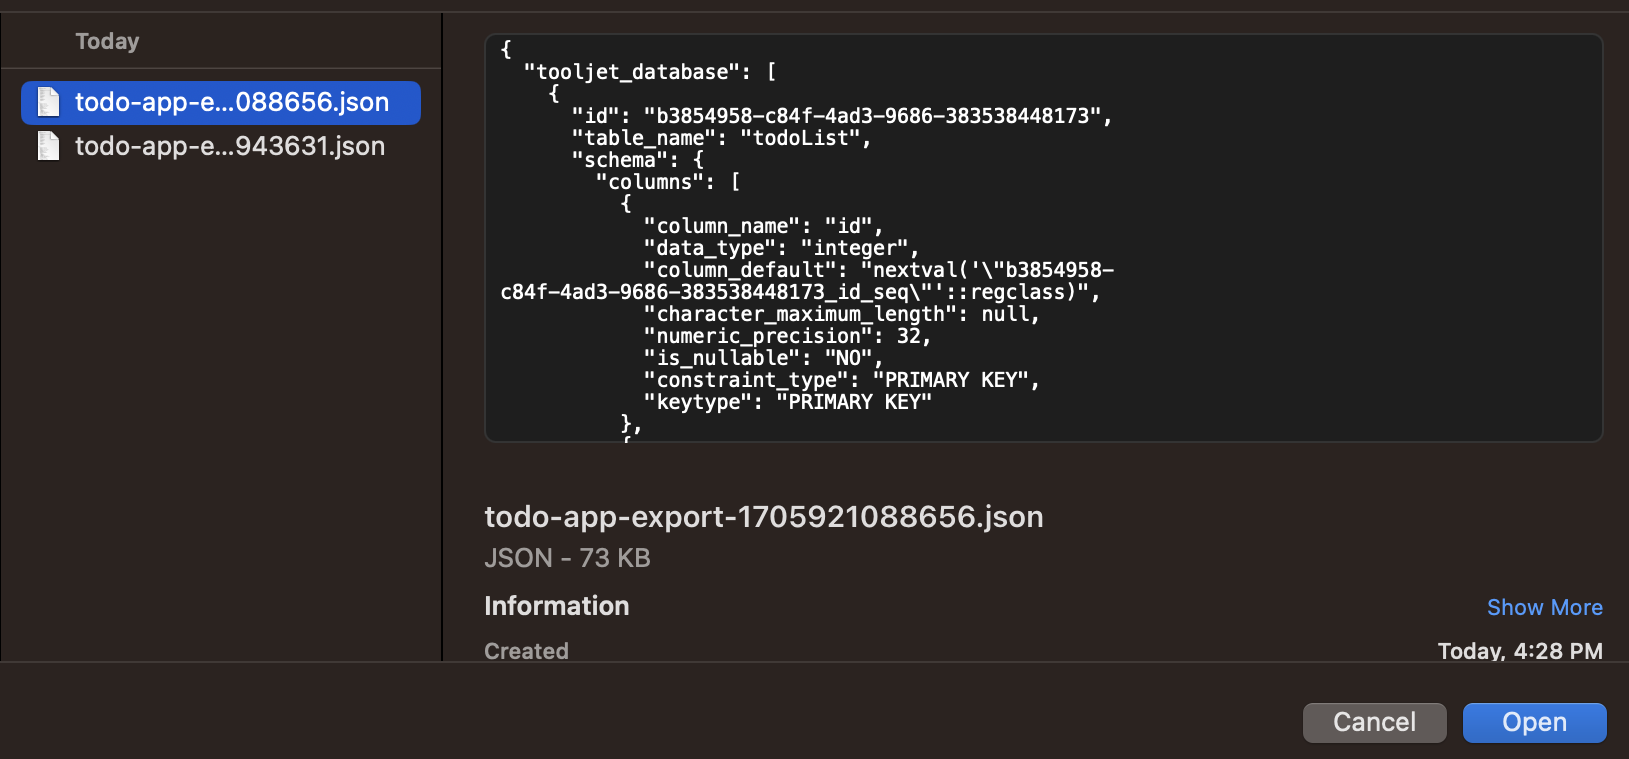 Today
todo-app-e...088656.json
todo-app-e...943631.json
{
  "tooljet_database": [
    {
      "id": "b3854958-c84f-4ad3-9686-383538448173",
      "table_name": "todoList",
      "schema": {
        "columns": [
          {
            "column_name": "id",
            "data_type": "integer",
            "column_default": "nextval('\"b3854958-
c84f-4ad3-9686-383538448173_id_seq\"'::regclass)",
            "character_maximum_length": null,
            "numeric_precision": 32,
            "is_nullable": "NO",
            "constraint_type": "PRIMARY KEY",
            "keytype": "PRIMARY KEY"
          },
          {
todo-app-export-1705921088656.json
JSON - 73 KB
Information
Show More
Created
Today, 4:28 PM
Cancel
Open